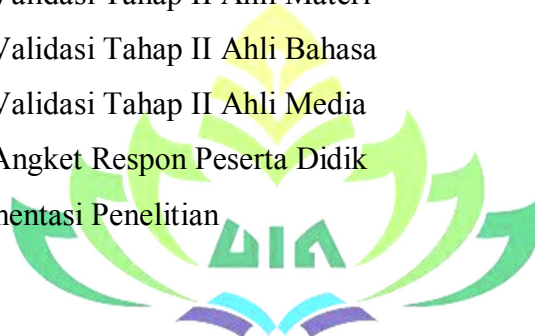 Validasi Tahap II Ahli Materi
Validasi Tahap II Ahli Bahasa
Validasi Tahap II Ahli Media
Angket Respon Peserta Didik
Penelitian
UIN